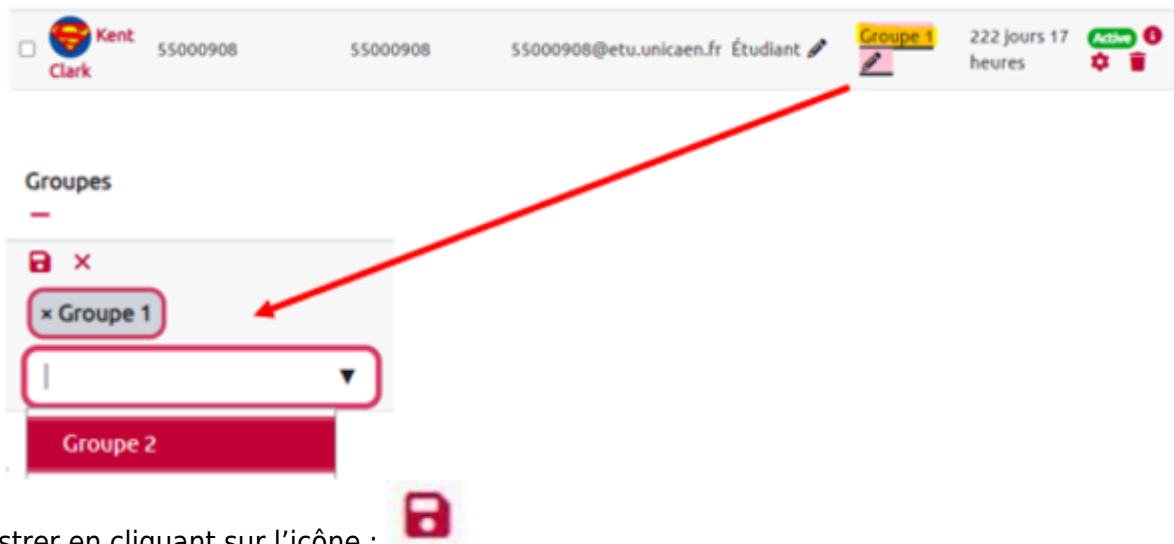 Kent Clark 55000908 55000908 55000908@etu.unicaen.fr Étudiant Groupe 1 222 jours 17 heures Active
Groupes
× Groupe 1
Groupe 2
strer en cliquant sur l’icône :